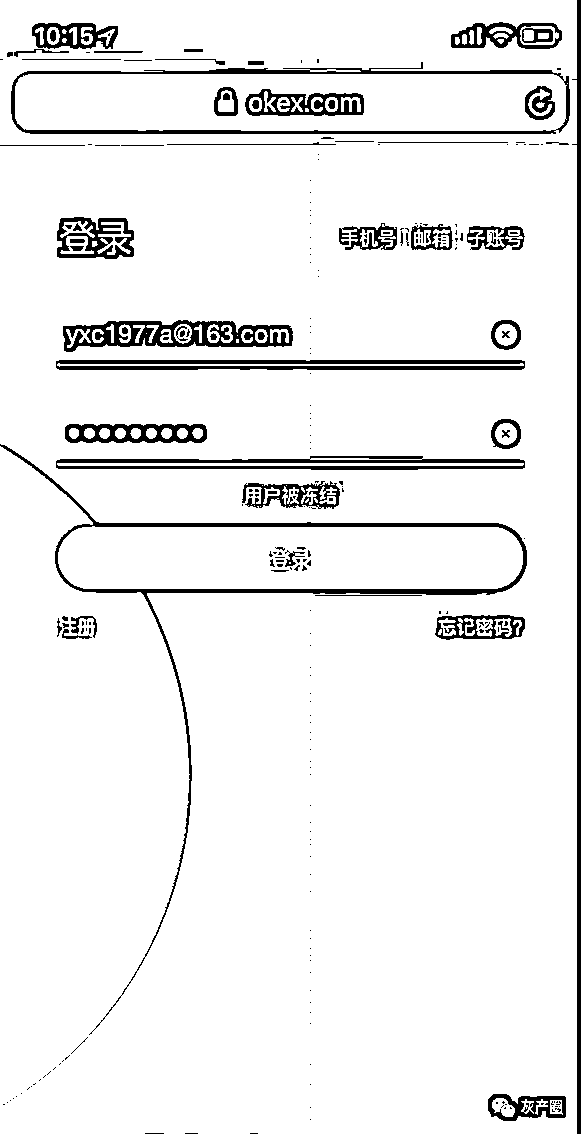 10:15
okex.com
登录
手机号 邮箱 子账号
yxc1977a@163.com
用户被冻结
登录
注册
忘记密码?
灰产圈